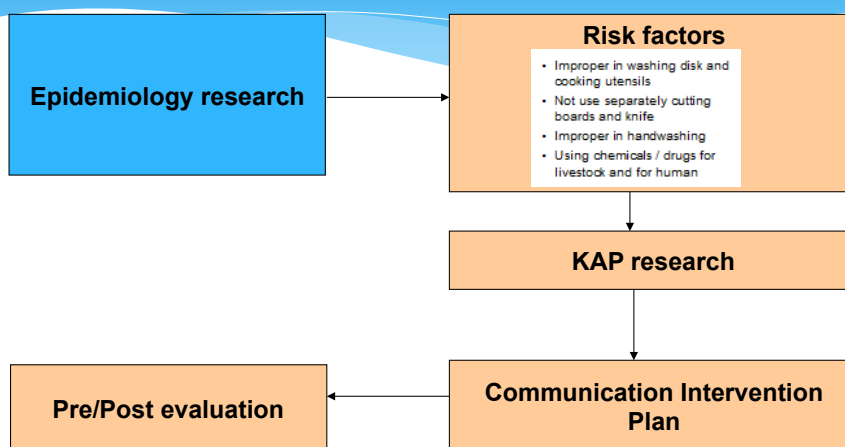 Epidemiology research
Risk factors
• Improper in washing disk and
cooking utensils
• Not use separately cutting
boards and knife
• Improper in handwashing
• Using chemicals / drugs for
livestock and for human
KAP research
Communication Intervention
Plan
Pre/Post evaluation